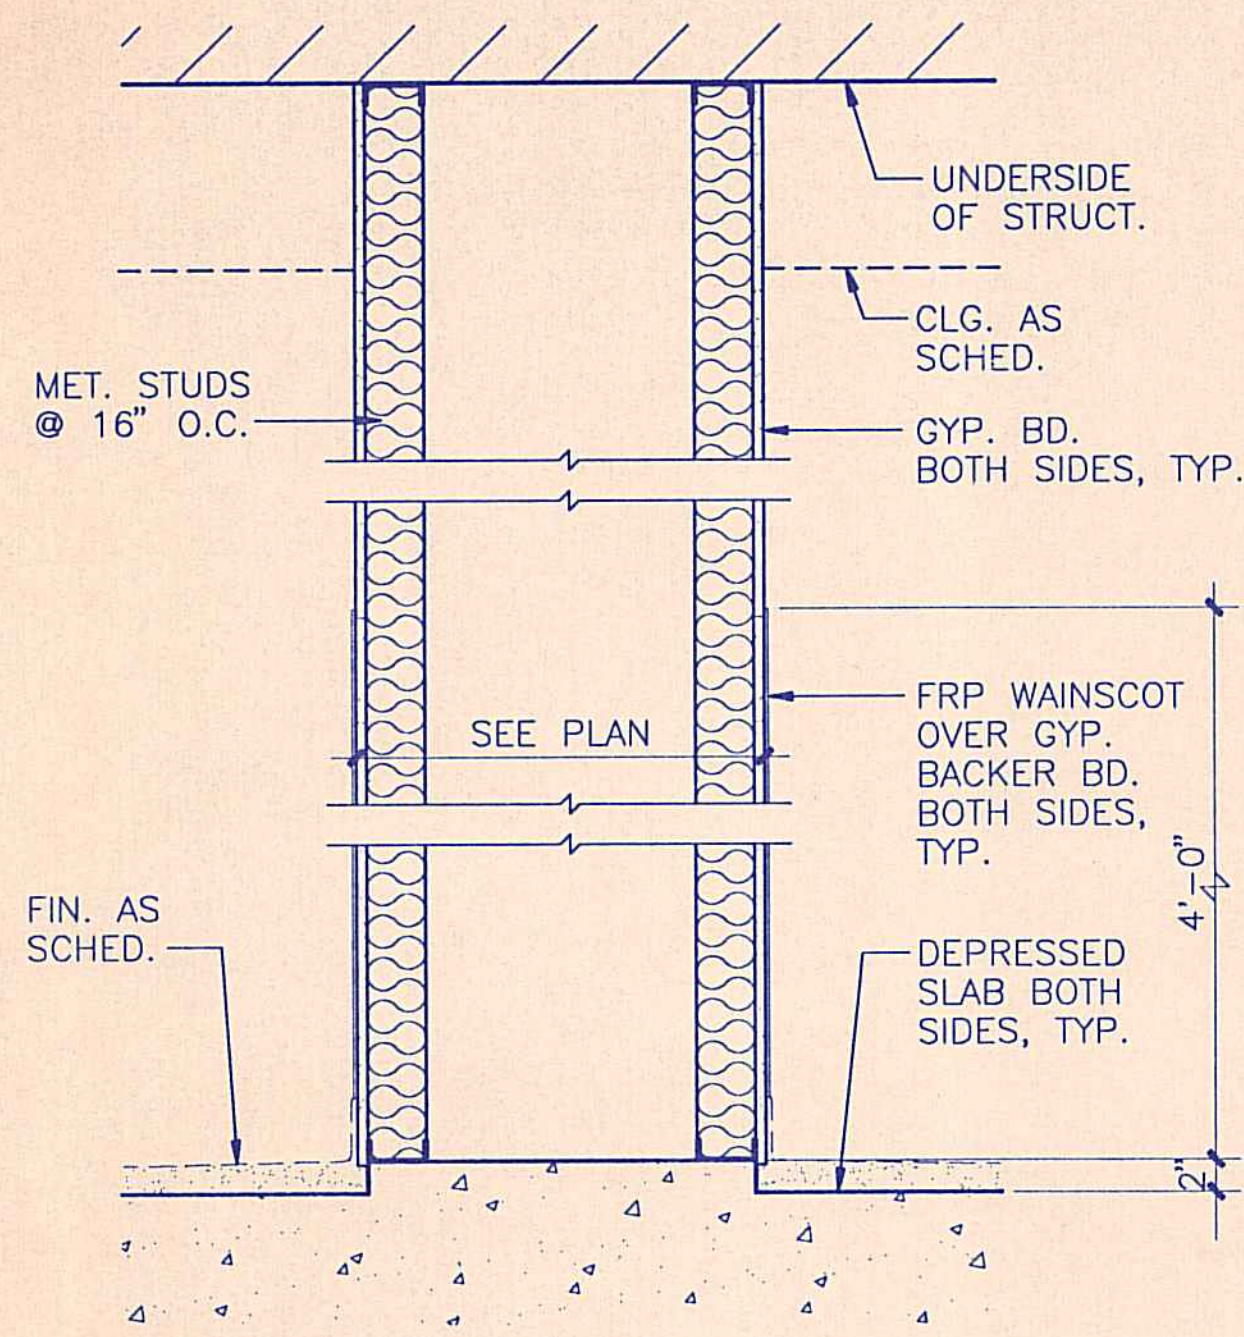 UNDERSIDE
OF STRUCT.
CLG. AS
SCHED.
MET. STUDS
@ 16" O.C.
GYP. BD.
BOTH SIDES, TYP.
FRP WAINSCOT
OVER GYP.
BACKER BD.
BOTH SIDES,
TYP.
SEE PLAN
4'-0"
FIN. AS
SCHED.
DEPRESSED
SLAB BOTH
SIDES, TYP.
2"